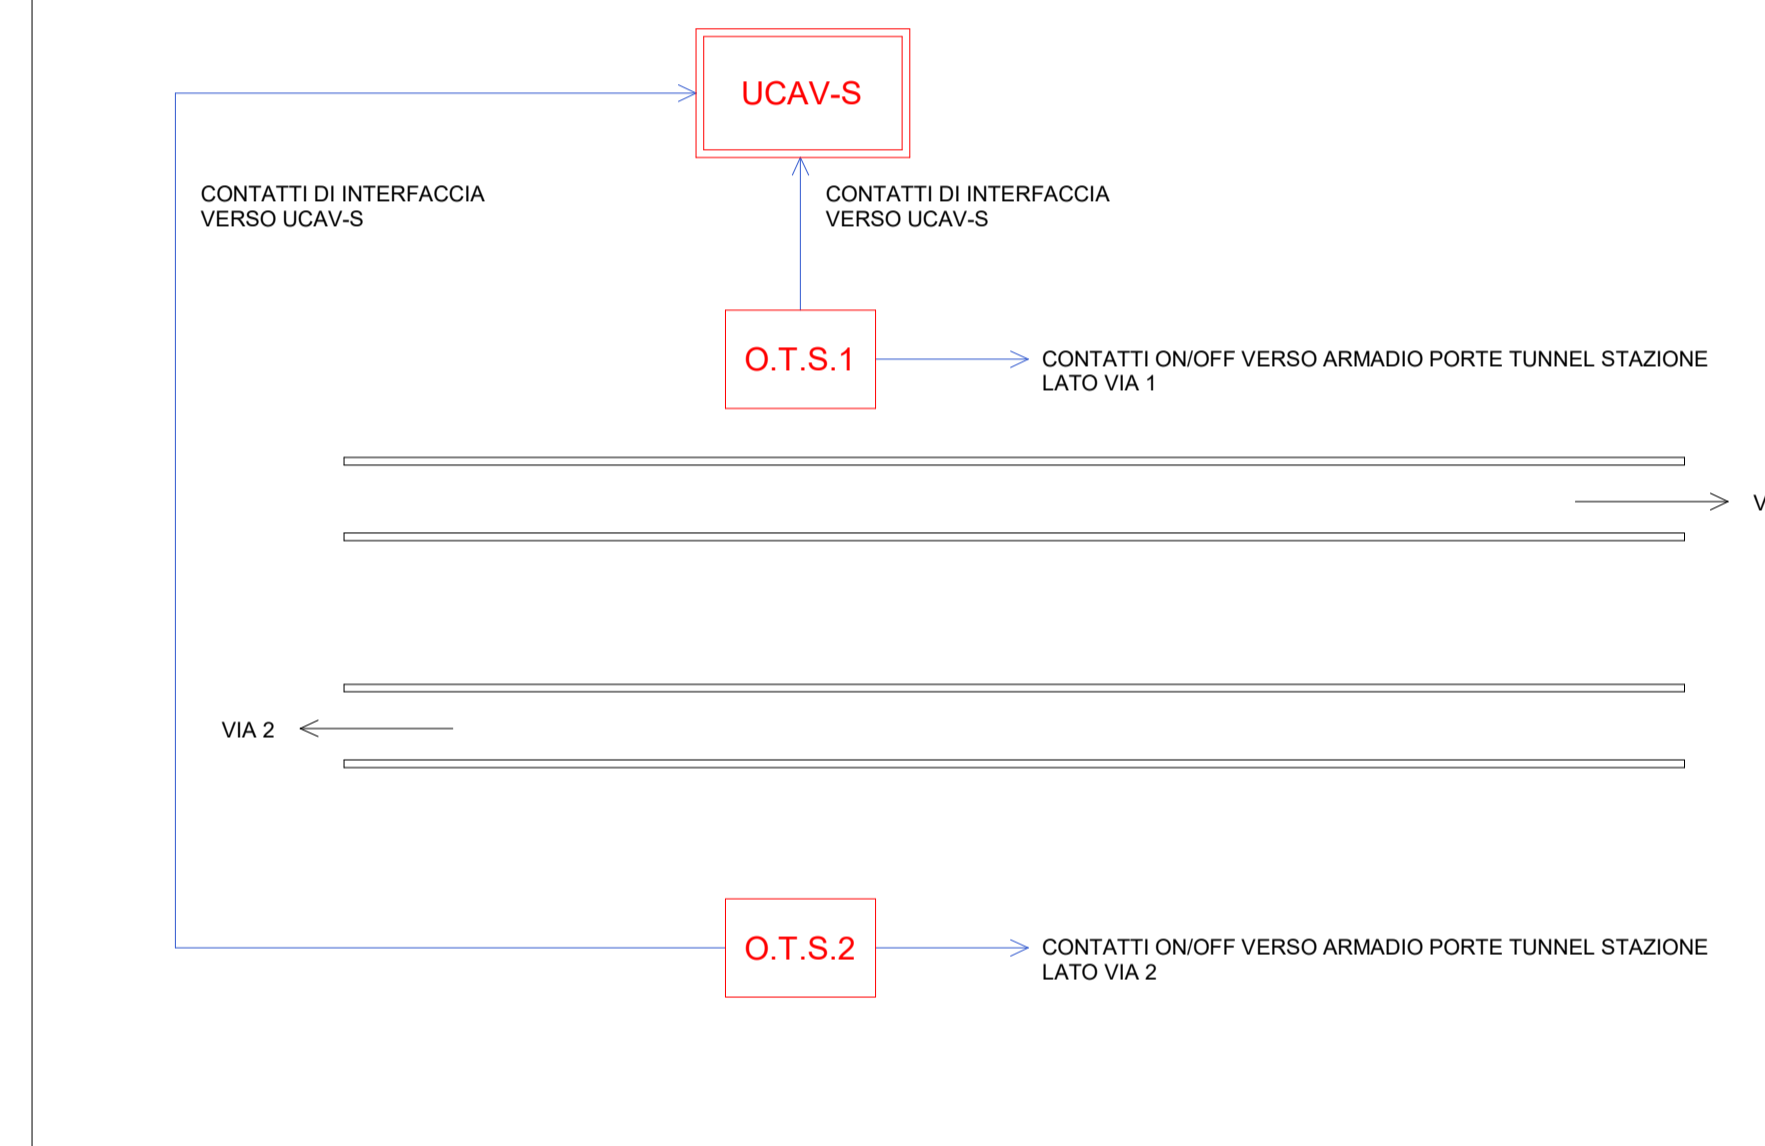 UCAV-S
CONTATTI DI INTERFACCIA
VERSO UCAV-S
CONTATTI DI INTERFACCIA
VERSO UCAV-S
O.T.S.1
CONTATTI ON/OFF VERSO ARMADIO PORTE TUNNEL STAZIONE
LATO VIA 1
VIA 2
O.T.S.2
CONTATTI ON/OFF VERSO ARMADIO PORTE TUNNEL STAZIONE
LATO VIA 2